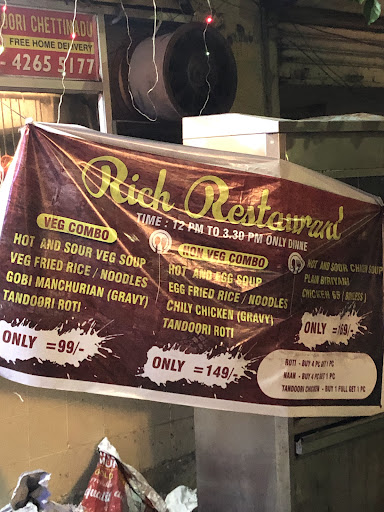 OORI CHETTINADU
FREE HOME DELIVERY
- 4265 5177
Rich Restaurant
TIME : 12 PM TO 3.30 PM ONLY DINNE
VEG COMBO
HOT AND SOUR VEG SOUP
VEG FRIED RICE / NOODLES
GOBI MANCHURIAN (GRAVY)
TANDOORI ROTI
ONLY =99/-
NON VEG COMBO
HOT AND EGG SOUP
EGG FRIED RICE / NOODLES
CHILY CHICKEN (GRAVY)
TANDOORI ROTI
ONLY =149/-
HOT AND SOUR CHKN SOUP
PLAIN BIRIYANI
CHICKEN 65 /
ONLY =169/-
ROTI - BUY 4 PC GET 1 PC
NAAN - BUY 4 PC GET 1 PC
TANDOORI CHICKEN - BUY 1 FULL GET 1 PC